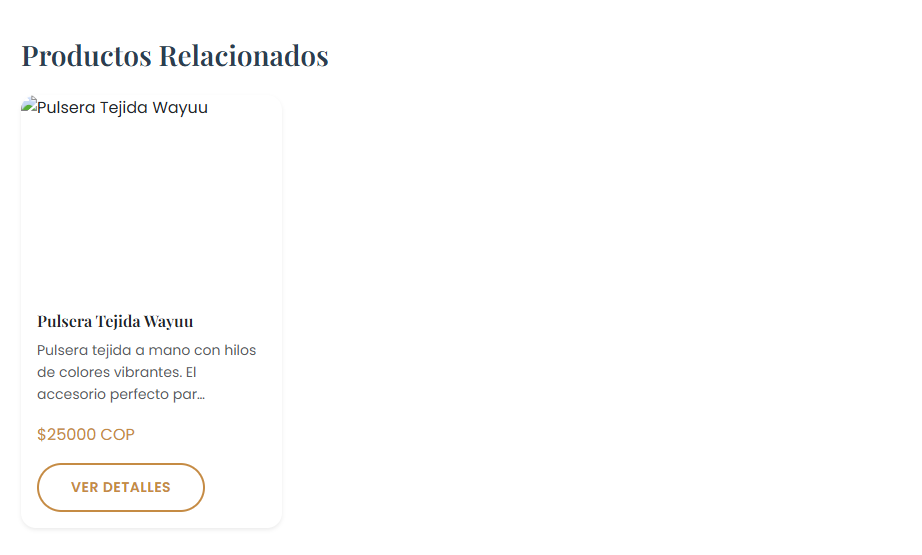 Productos Relacionados
Pulsera Tejida Wayuu
Pulsera Tejida Wayuu
Pulsera tejida a mano con hilos
de colores vibrantes. El
accesorio perfecto par...
$25000 COP
VER DETALLES